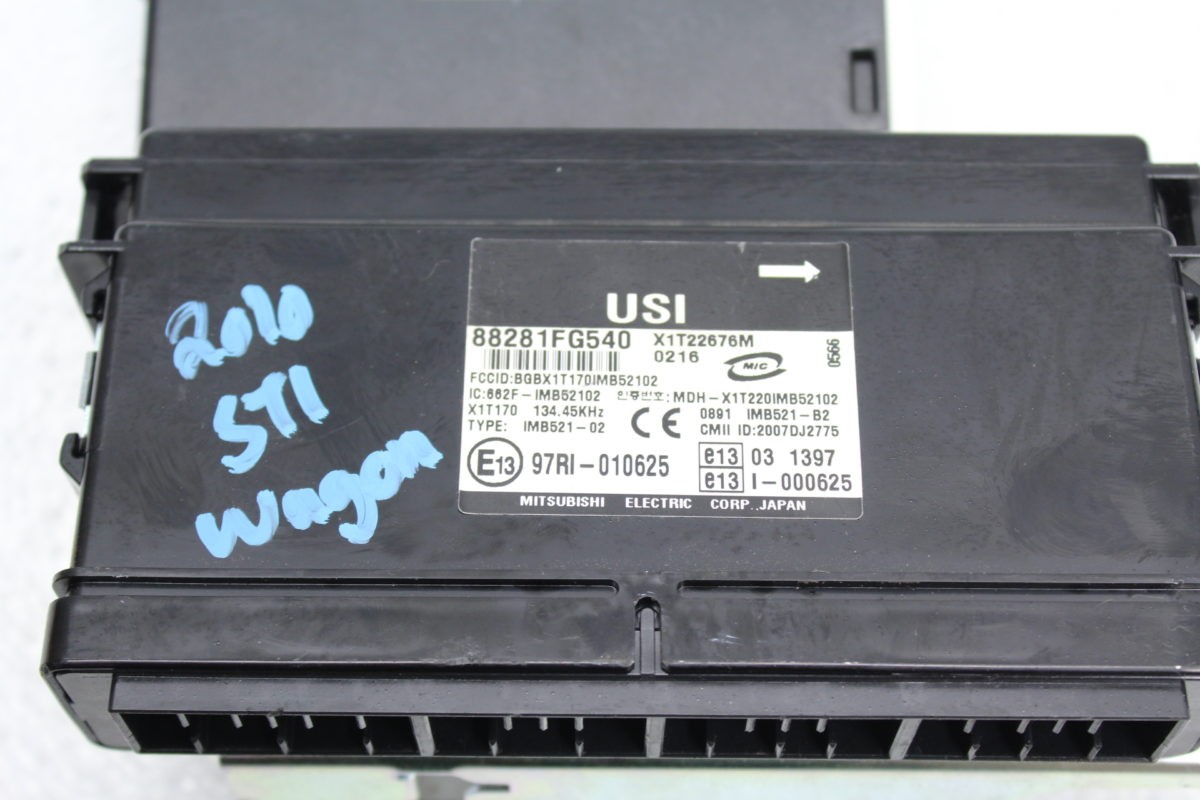 2010
STI
Wagon
USI
88281FG540 X1T22676M
0216 MIC 0566
FCCID:BGBX1T170IMB52102
IC:662F-IMB52102 인증번호:MDH-X1T220IMB52102
X1T170 134.45KHz CE 0891 IMB521-B2
TYPE: IMB521-02 CMII ID:2007DJ2775
E13 97RI-010625 e13 03 1397
e13 I-000625
MITSUBISHI ELECTRIC CORP.,JAPAN